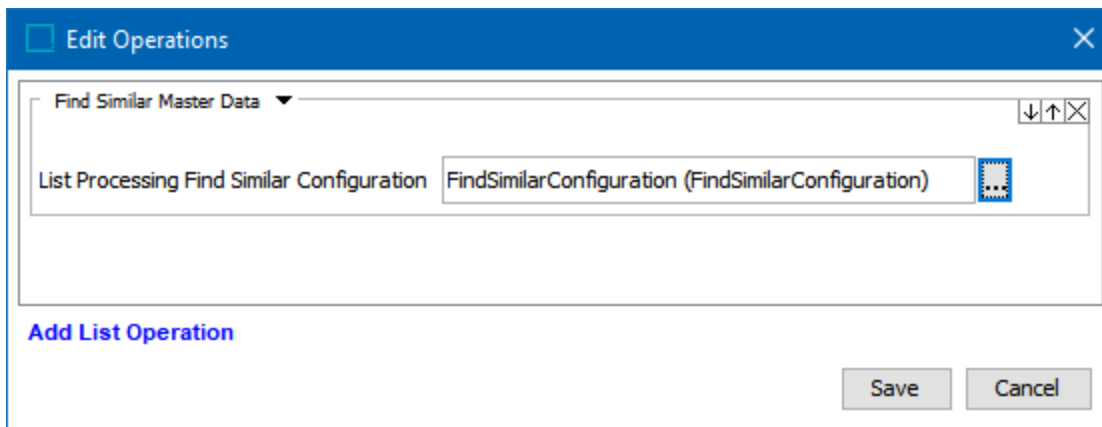 Edit Operations
Find Similar Master Data
List Processing Find Similar Configuration FindSimilarConfiguration (FindSimilarConfiguration) ...
Add List Operation
Save Cancel